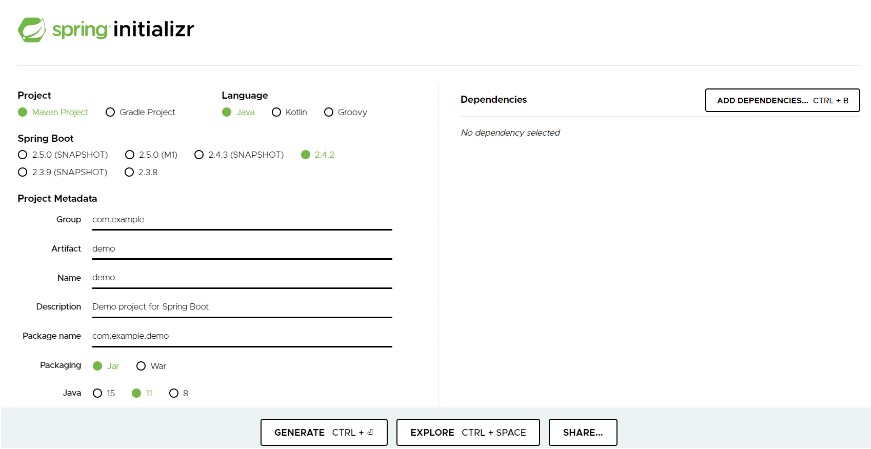 spring initializr
Project
Maven Project Gradle Project
Language
Java Kotlin Groovy
Spring Boot
2.5.0 (SNAPSHOT) 2.5.0 (M1) 2.4.3 (SNAPSHOT) 2.4.2
2.3.9 (SNAPSHOT) 2.3.8
Project Metadata
Group com.example
Artifact demo
Name demo
Description Demo project for Spring Boot
Package name com.example.demo
Packaging Jar War
Java 15 11 8
Dependencies ADD DEPENDENCIES... CTRL + B
No dependency selected
GENERATE CTRL + ⏎ EXPLORE CTRL + SPACE SHARE...